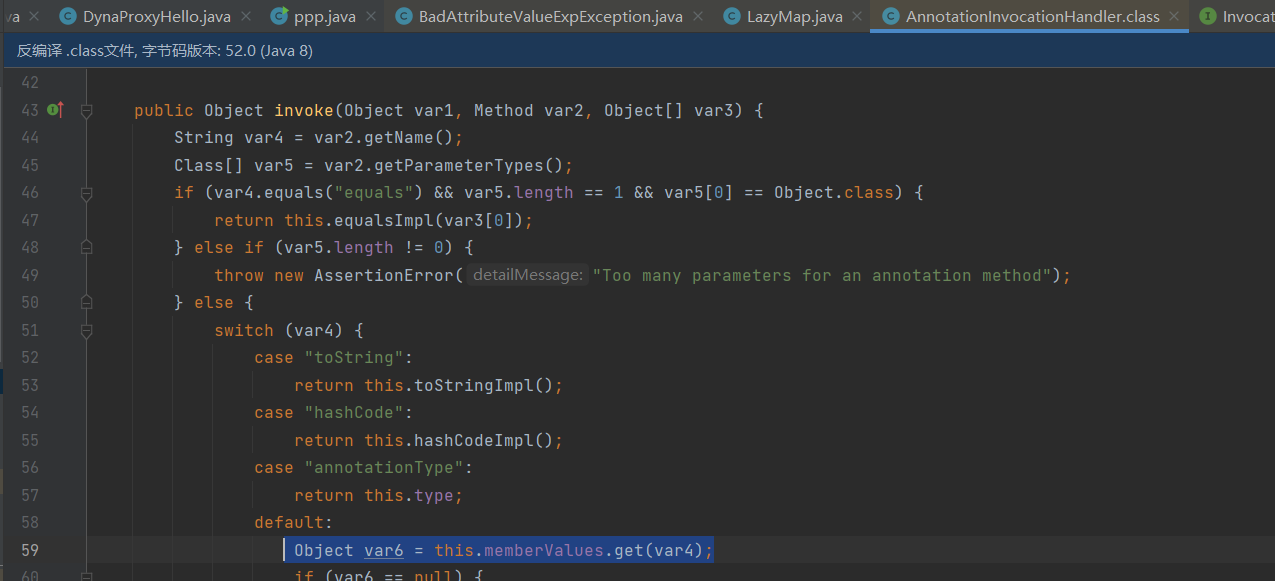 va DynaProxyHello.java ppp.java BadAttributeValueExpException.java LazyMap.java AnnotationInvocationHandler.class Invocat
反编译 .class文件, 字节码版本: 52.0 (Java 8)
42
43 public Object invoke(Object var1, Method var2, Object[] var3) {
44 String var4 = var2.getName();
45 Class[] var5 = var2.getParameterTypes();
46 if (var4.equals("equals") && var5.length == 1 && var5[0] == Object.class) {
47 return this.equalsImpl(var3[0]);
48 } else if (var5.length != 0) {
49 throw new AssertionError( detailMessage: "Too many parameters for an annotation method");
50 } else {
51 switch (var4) {
52 case "toString":
53 return this.toStringImpl();
54 case "hashCode":
55 return this.hashCodeImpl();
56 case "annotationType":
57 return this.type;
58 default:
59 Object var6 = this.memberValues.get(var4);
60 if (var6 == null) {